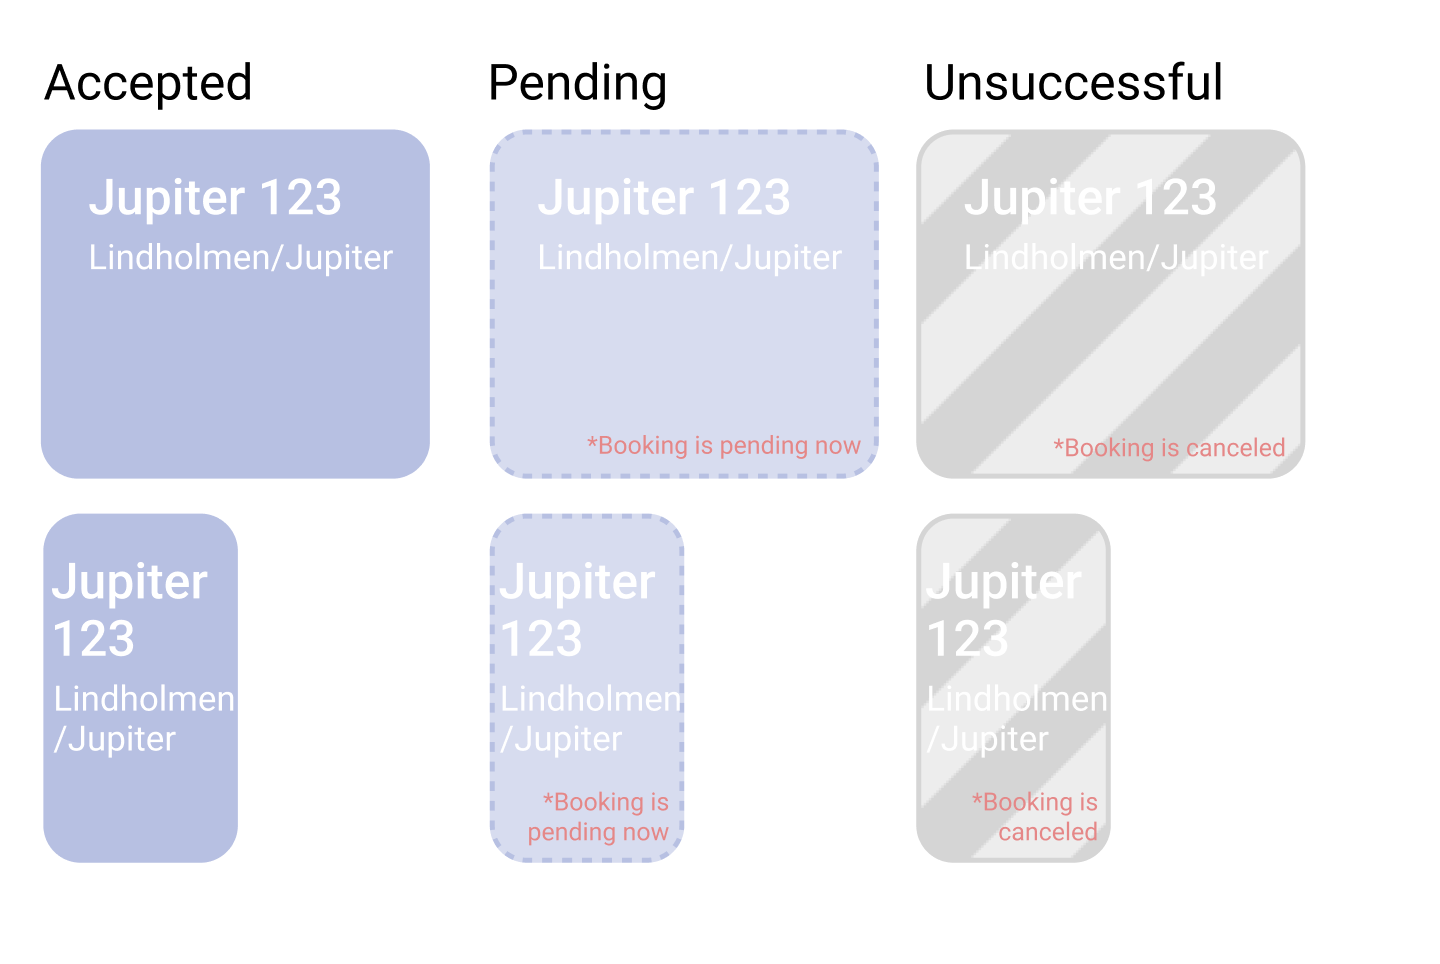 Accepted
Pending
Unsuccessful
Jupiter 123
Lindholmen/Jupiter
Jupiter 123
Lindholmen/Jupiter
*Booking is pending now
Jupiter 123
Lindholmen/Jupiter
*Booking is canceled
Jupiter
123
Lindholmen
/Jupiter
Jupiter
123
Lindholmen
/Jupiter
*Booking is
pending now
Jupiter
123
Lindholmen
/Jupiter
*Booking is
canceled